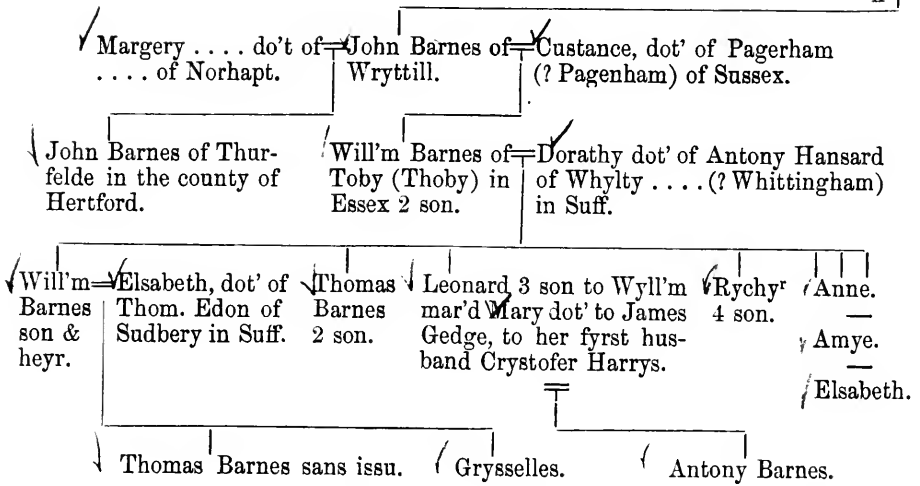 Margery .... do't of
.... of Norhapt.
John Barnes of
Wryttill.
Custance, dot' of Pagerham
(? Pagenham) of Sussex.
John Barnes of Thur-
felde in the county of
Hertford.
Will'm Barnes of
Toby (Thoby) in
Essex 2 son.
Dorathy dot' of Antony Hansard
of Whylty .... (? Whittingham)
in Suff.
Will'm
Barnes
son &
heyr.
Elsabeth, dot' of
Thom. Edon of
Sudbery in Suff.
Thomas
Barnes
2 son.
Leonard 3 son to Wyll'm
mar'd Mary dot' to James
Gedge, to her fyrst hus-
band Crystofer Harrys.
Rychyr
4 son.
Anne.
Amye.
Elsabeth.
Thomas Barnes sans issu.
Grysselles.
Antony Barnes.